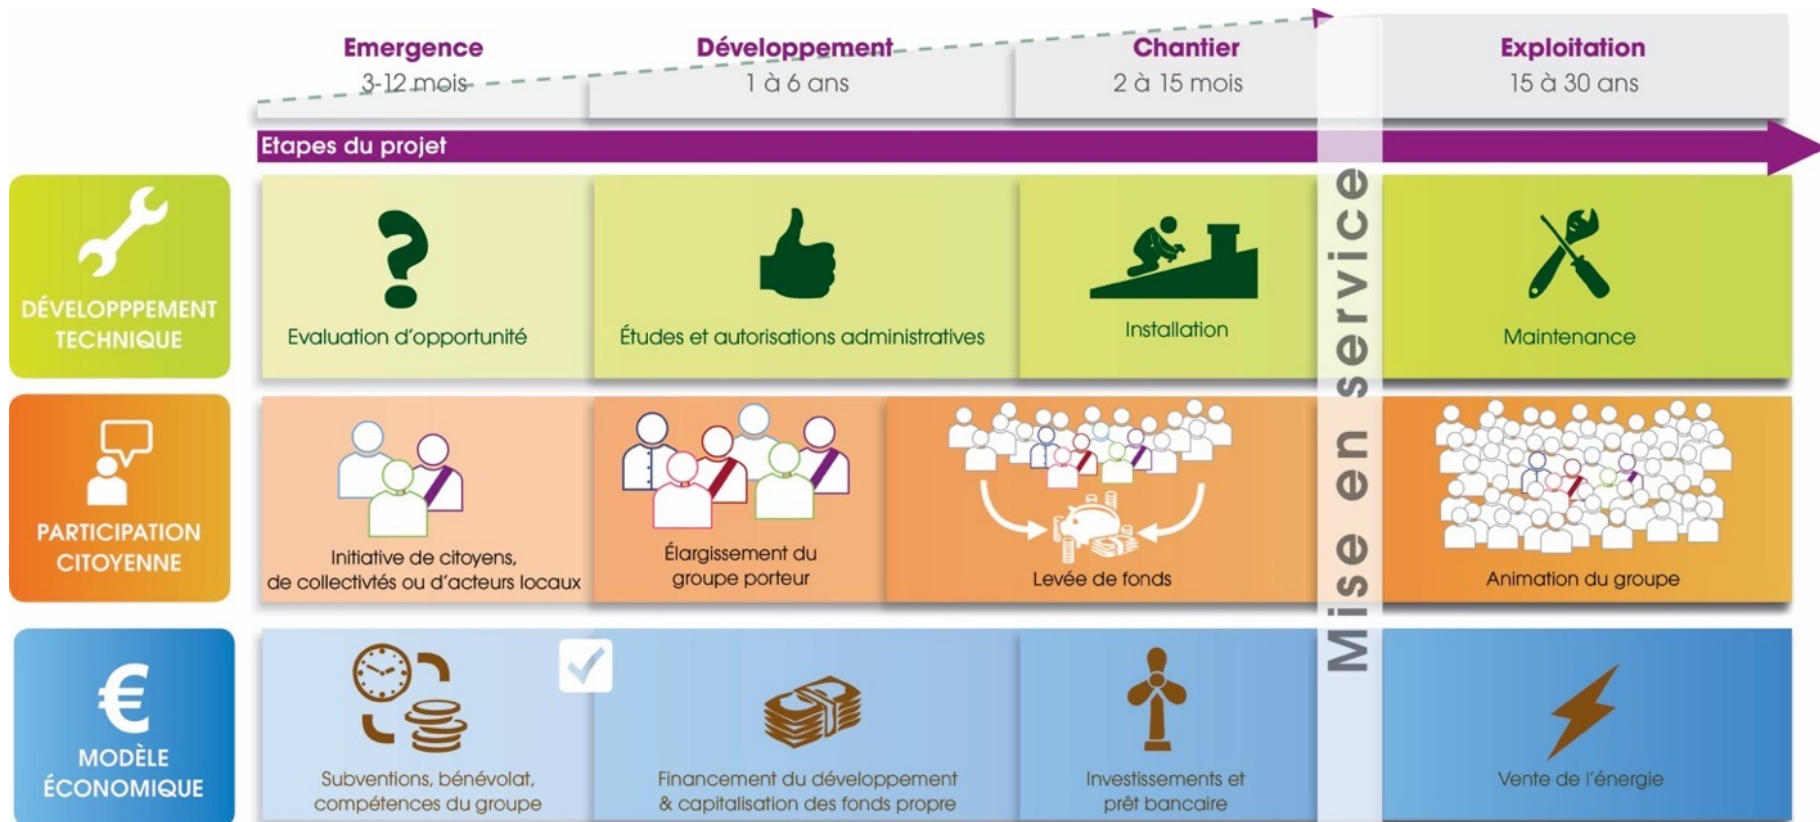 Emergence
3-12 mois
Développement
1 à 6 ans
Chantier
2 à 15 mois
Exploitation
15 à 30 ans
Etapes du projet
DÉVELOPPPEMENT
TECHNIQUE
Evaluation d'opportunité
Études et autorisations administratives
Installation
Maintenance
Mise en service
PARTICIPATION
CITOYENNE
Initiative de citoyens,
de collectivtés ou d'acteurs locaux
Élargissement du
groupe porteur
Levée de fonds
Animation du groupe
€
MODÈLE
ÉCONOMIQUE
Subventions, bénévolat,
compétences du groupe
Financement du développement
& capitalisation des fonds propre
Investissements et
prêt bancaire
Vente de l'énergie